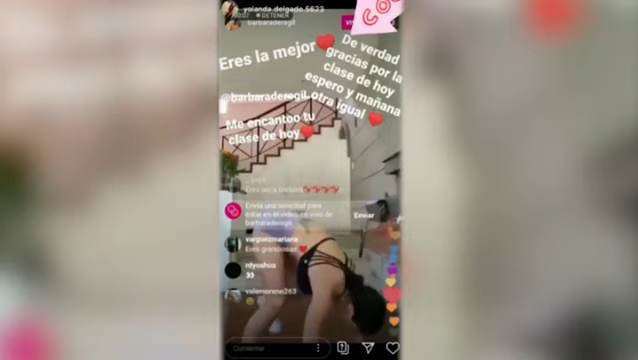 yolanda.delgado.5623
DETENER
barbaraderegil
Eres la mejor
De verdad
gracias por la
clase de hoy
espero y mañana
otra igual
@barbaraderegil
Me encantoo tu
clase de hoy
Envía una solicitud para
estar en el video en vivo de
barbaraderegil.
Enviar
varguezmariana
Eres grandiosa
ntyoshua
valemoreno263
Comentar